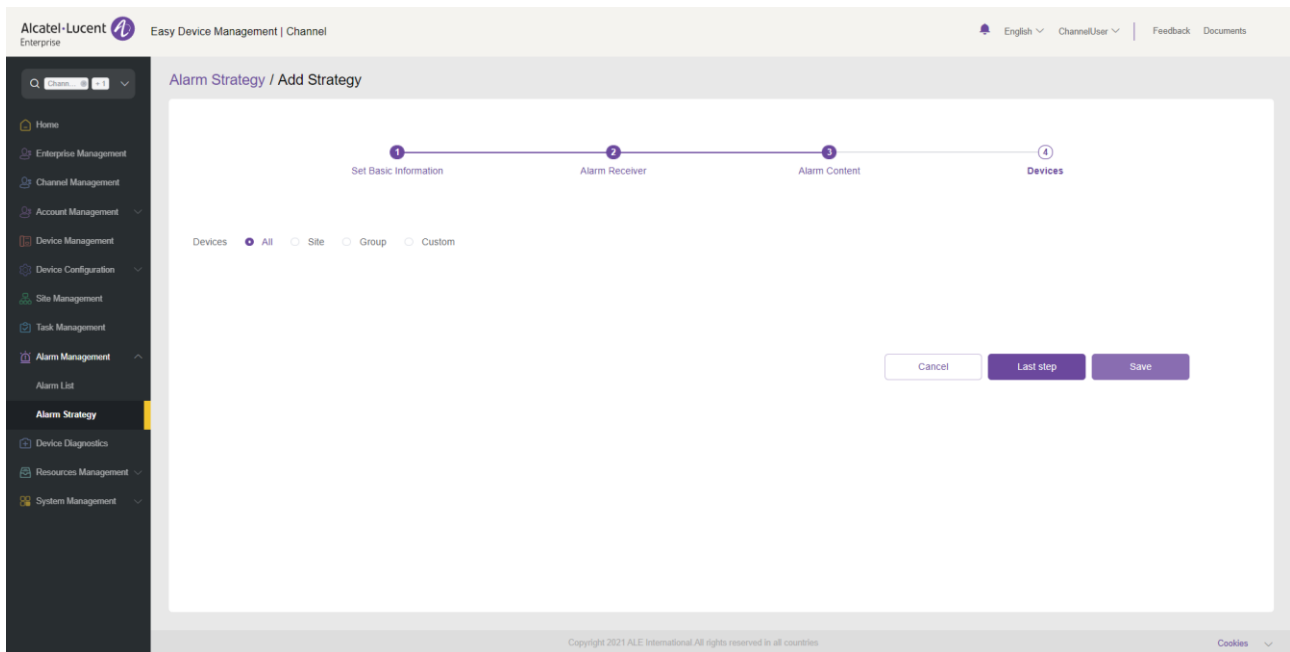 Alcatel·Lucent
Enterprise
Easy Device Management | Channel
English
ChannelUser
Feedback
Documents
Chann...
+ 1
Alarm Strategy / Add Strategy
Home
Enterprise Management
Channel Management
Account Management
Device Management
Device Configuration
Site Management
Task Management
Alarm Management
Alarm List
Alarm Strategy
Device Diagnostics
Resources Management
System Management
1
Set Basic Information
2
Alarm Receiver
3
Alarm Content
4
Devices
Devices All Site Group Custom
Cancel
Last step
Save
Copyright 2021 ALE International.All rights reserved in all countries
Cookies